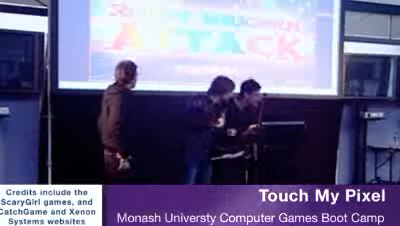 ATTACK
Credits include the
ScaryGirl games, and
CatchGame and Xenon
Systems websites
Touch My Pixel
Monash Universty Computer Games Boot Camp